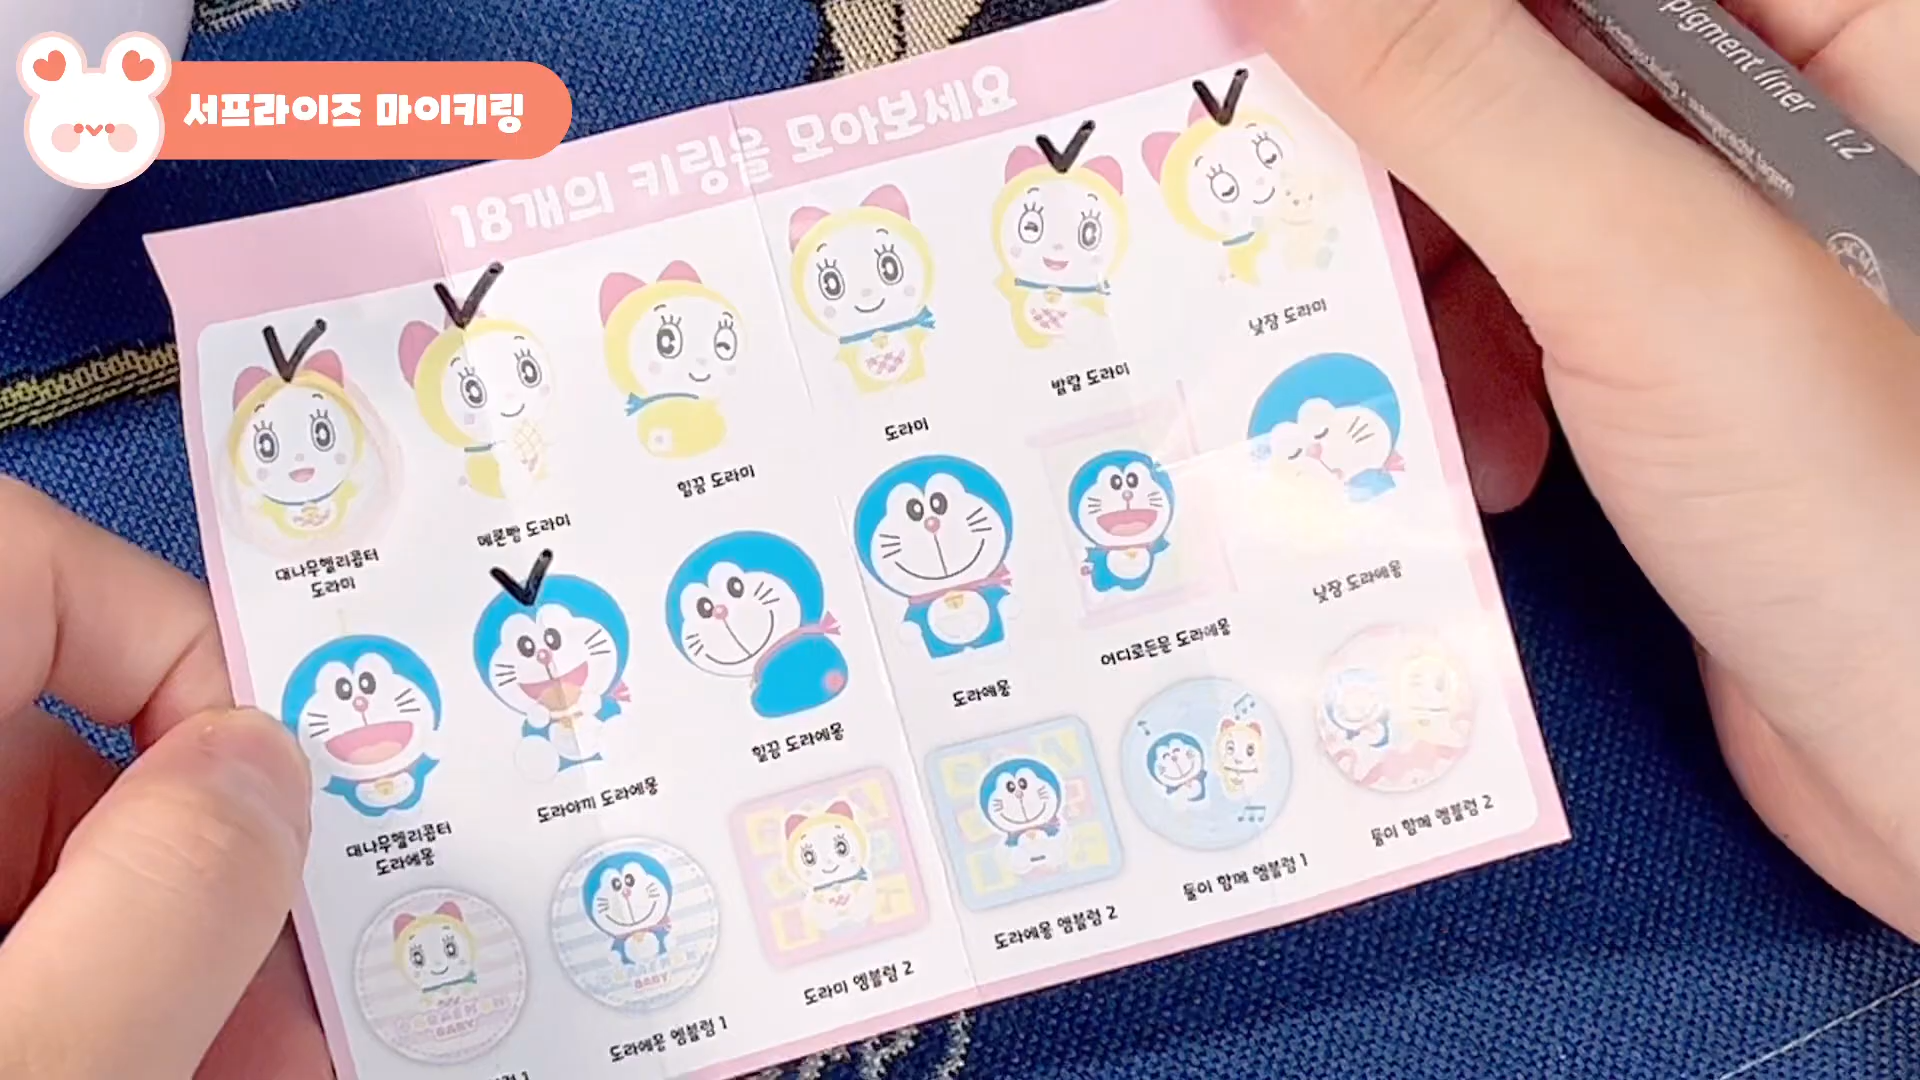 서프라이즈 마이키링
18개의 키링을 모아보세요
pigment liner 1.2
대나무헬리콥터
도라미
메론빵 도라미
힐끔 도라미
도라미
발랄 도라미
낮잠 도라미
대나무헬리콥터
도라에몽
도라야끼 도라에몽
힐끔 도라에몽
도라에몽
어디로든문 도라에몽
낮잠 도라에몽
도라에몽 엠블럼 1
도라미 엠블럼 2
도라에몽 엠블럼 2
둘이 함께 엠블럼 1
둘이 함께 엠블럼 2
BABY
BABY